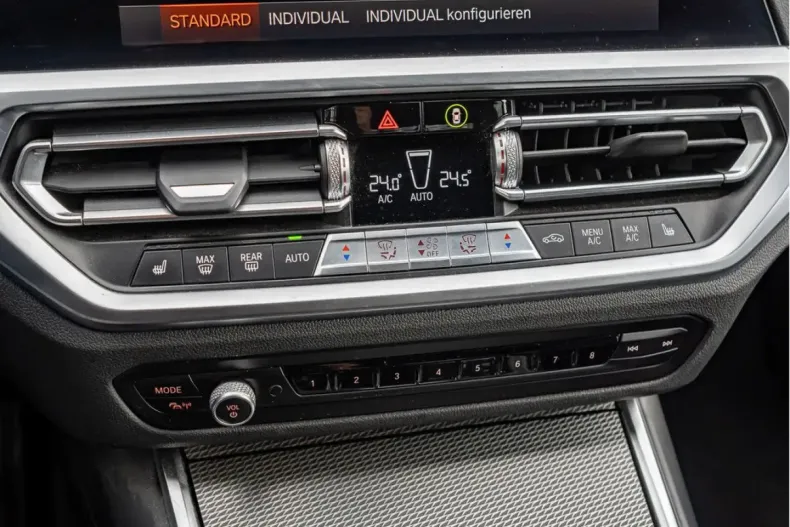 STANDARD INDIVIDUAL INDIVIDUAL konfigurieren
24.0° 24.5°
A/C AUTO
MAX REAR AUTO OFF MENU A/C MAX A/C
1 2 3 4 5 6 7 8
MODE
VOL